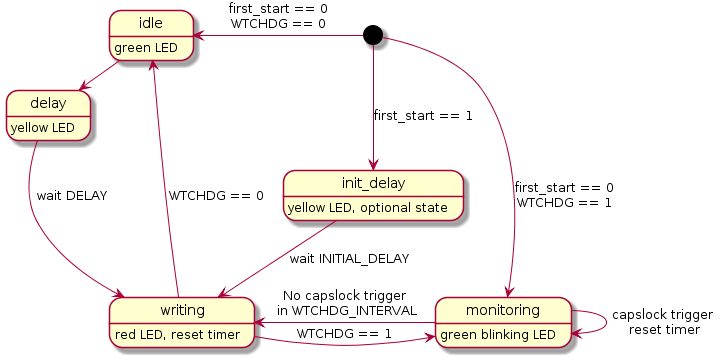 first_start == 0
WTCHDG == 0
idle
green LED
delay
yellow LED
first_start == 1
init_delay
yellow LED, optional state
first_start == 0
WTCHDG == 1
wait DELAY
WTCHDG == 0
wait INITIAL_DELAY
No capslock trigger
in WTCHDG_INTERVAL
writing
red LED, reset timer
WTCHDG == 1
monitoring
green blinking LED
capslock trigger
reset timer